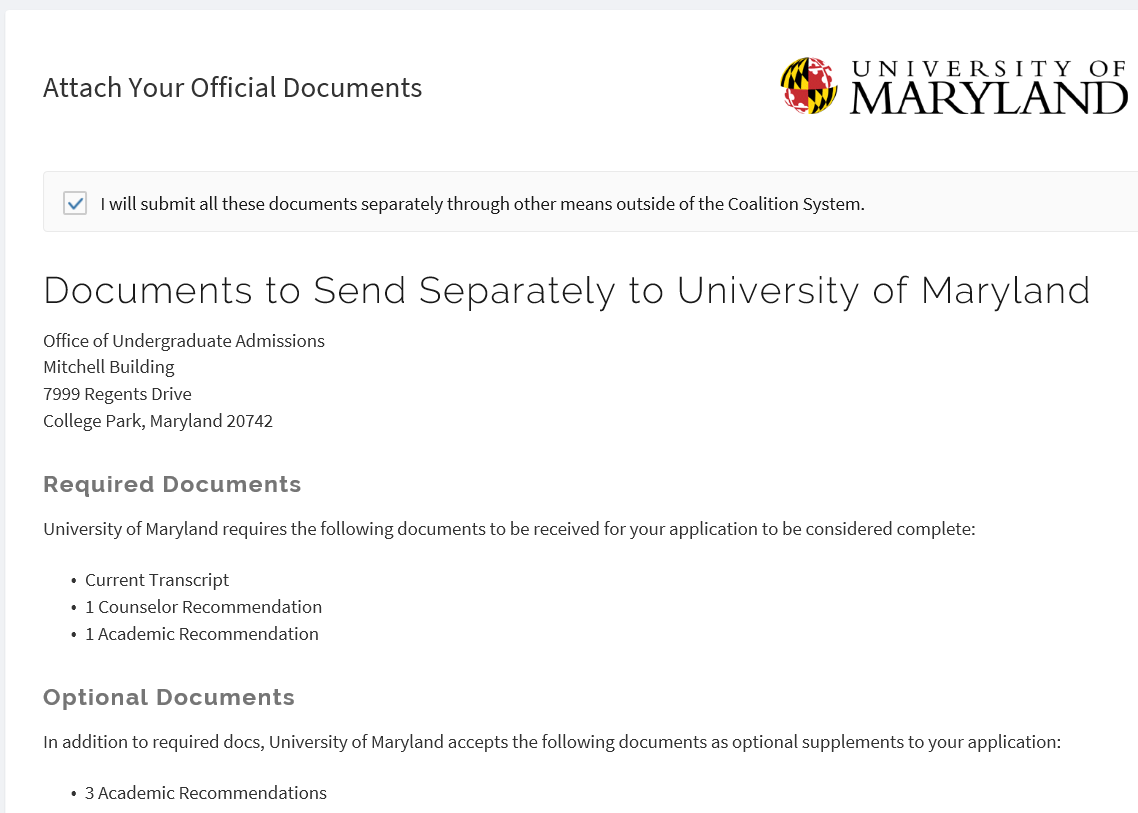 Attach Your Official Documents
UNIVERSITY OF
MARYLAND
I will submit all these documents separately through other means outside of the Coalition System.
Documents to Send Separately to University of Maryland
Office of Undergraduate Admissions
Mitchell Building
7999 Regents Drive
College Park, Maryland 20742
Required Documents
University of Maryland requires the following documents to be received for your application to be considered complete:
• Current Transcript
• 1 Counselor Recommendation
• 1 Academic Recommendation
Optional Documents
In addition to required docs, University of Maryland accepts the following documents as optional supplements to your application:
• 3 Academic Recommendations